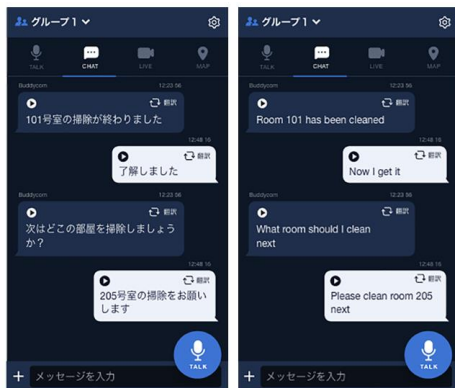 グループ 1
TALK
CHAT
LIVE
MAP
Buddycom
12:23 56
翻訳
101号室の掃除が終わりました
12:48 16
翻訳
了解しました
Buddycom
12:23 56
翻訳
次はどこの部屋を掃除しましょう
か？
12:48 16
翻訳
205号室の掃除をお願い
します
TALK
メッセージを入力
グループ 1
TALK
CHAT
LIVE
MAP
Buddycom
12:23 56
翻訳
Room 101 has been cleaned
12:48 16
翻訳
Now I get it
Buddycom
12:23 56
翻訳
What room should I clean
next
12:48 16
翻訳
Please clean room 205
next
TALK
メッセージを入力